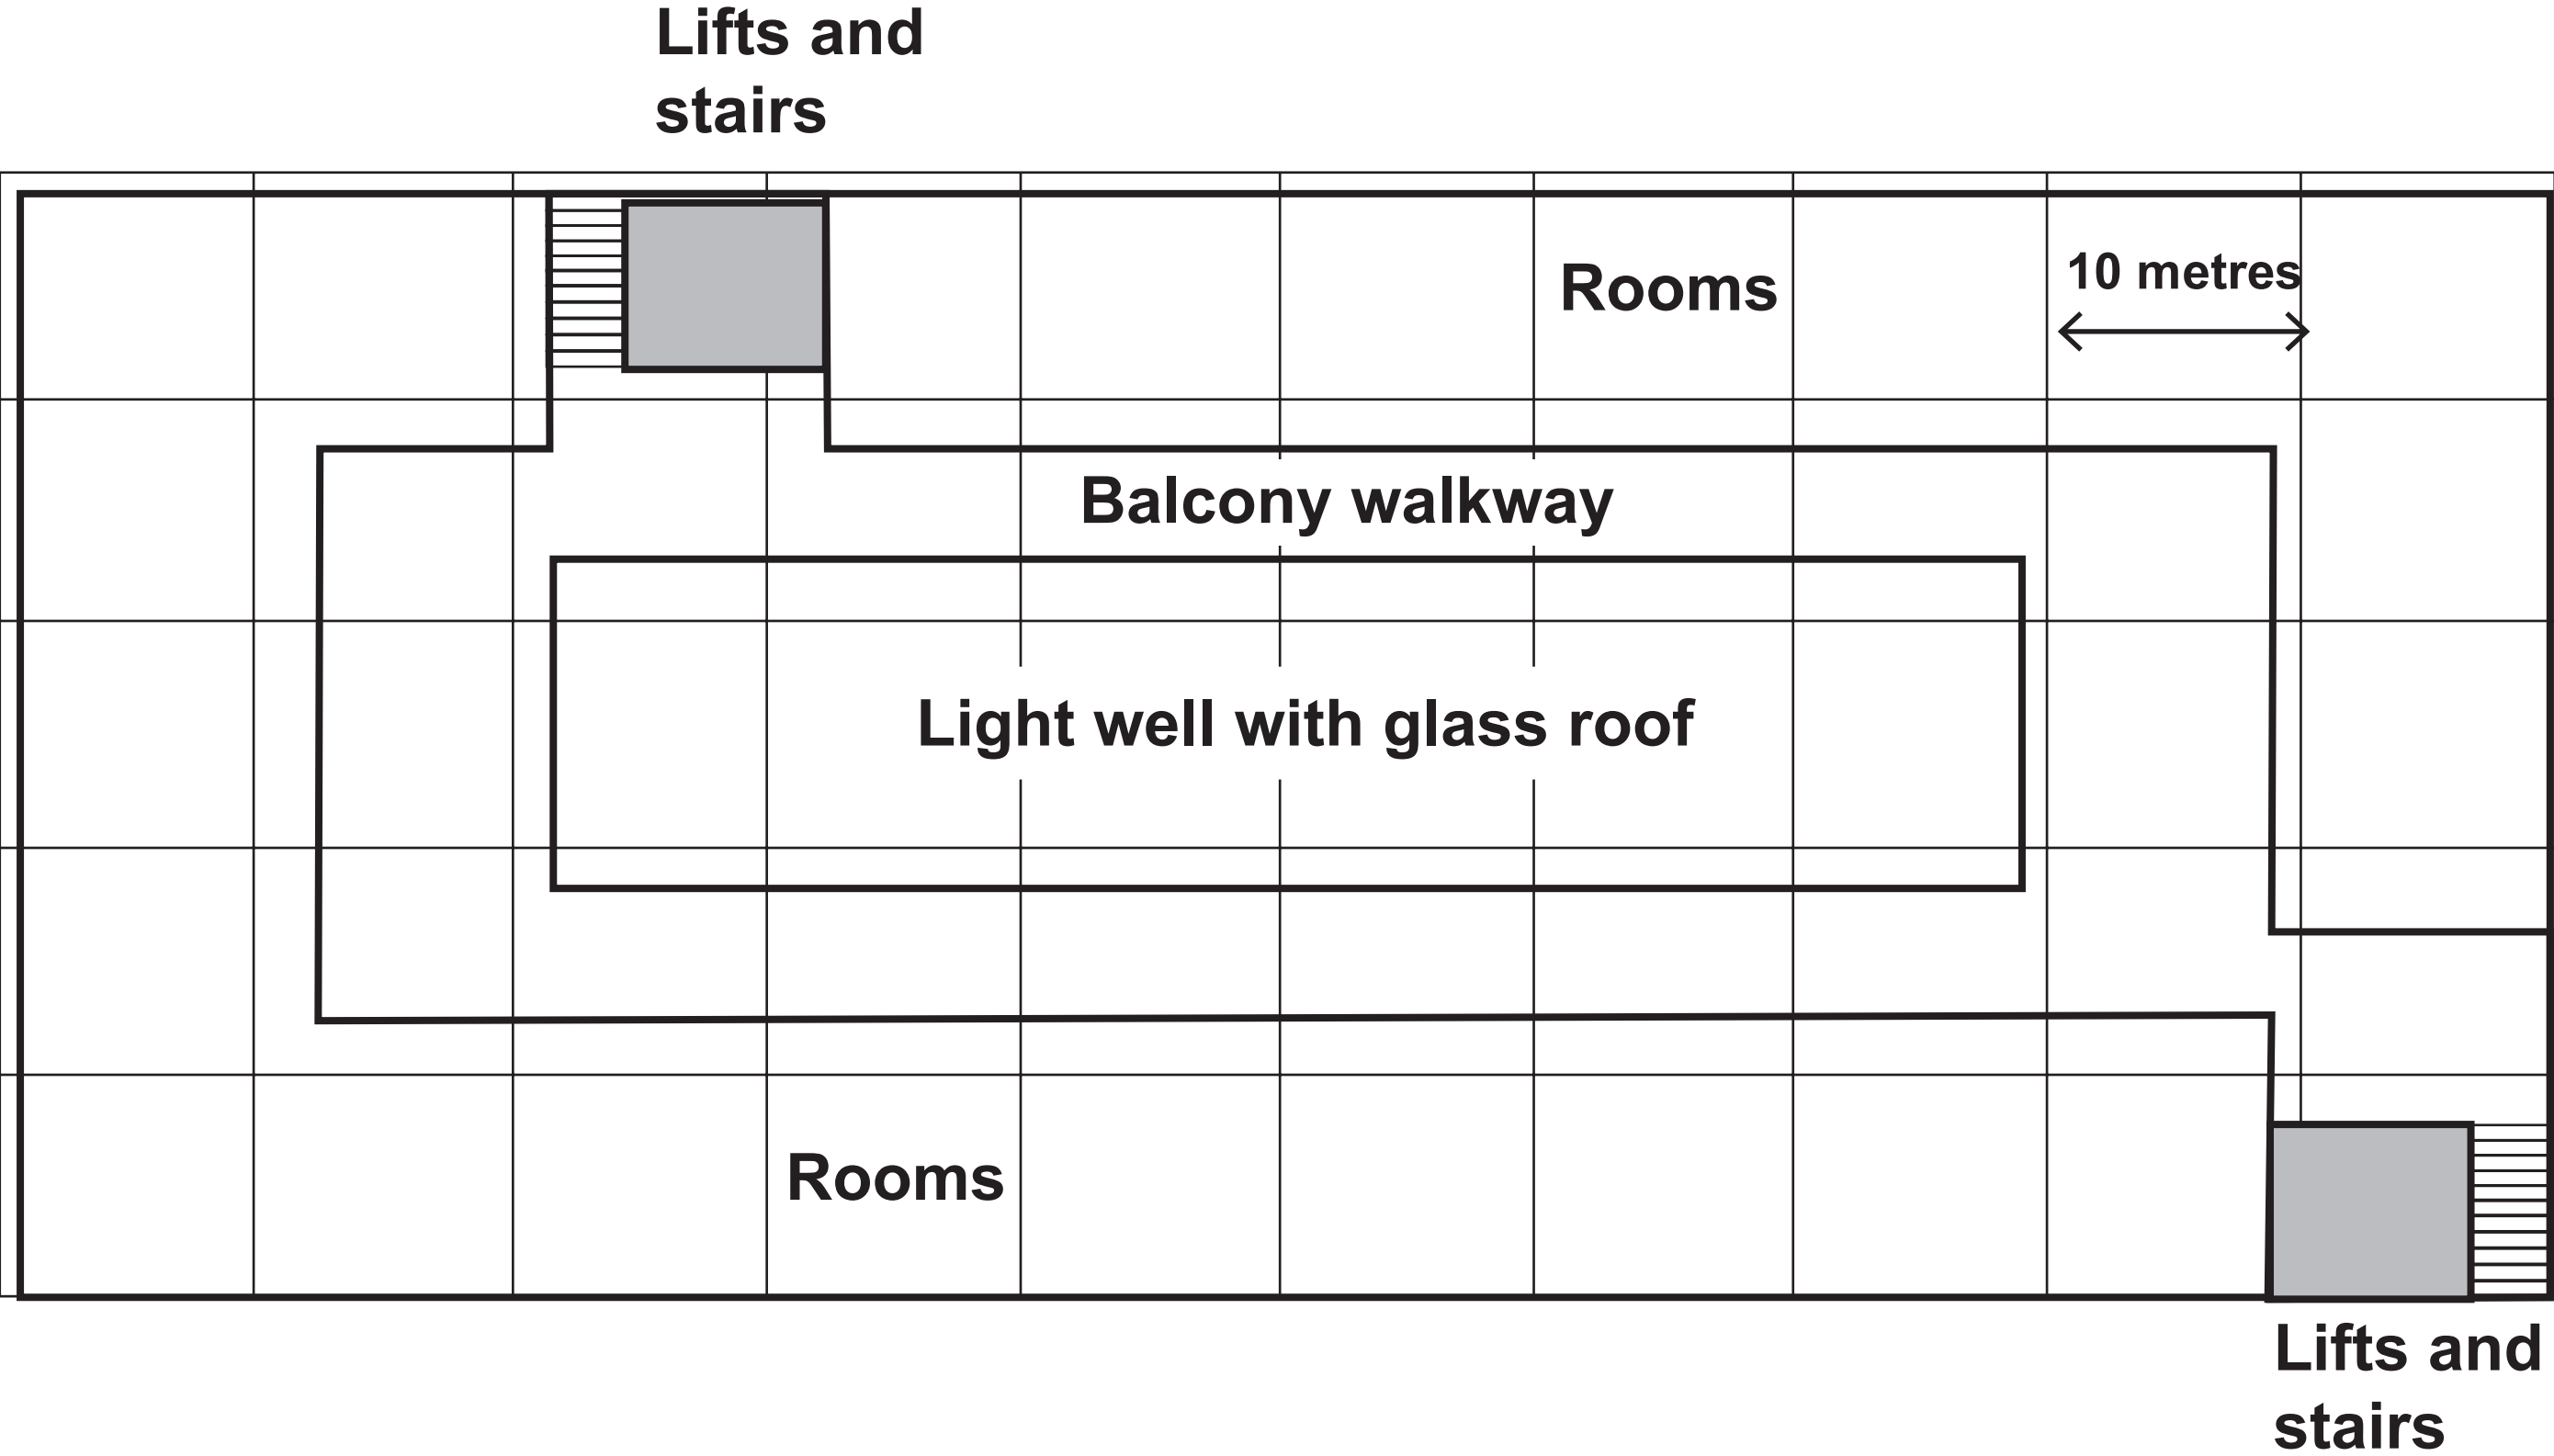 Lifts and
stairs
Rooms
10 metres
Balcony walkway
Light well with glass roof
Rooms
Lifts and
stairs